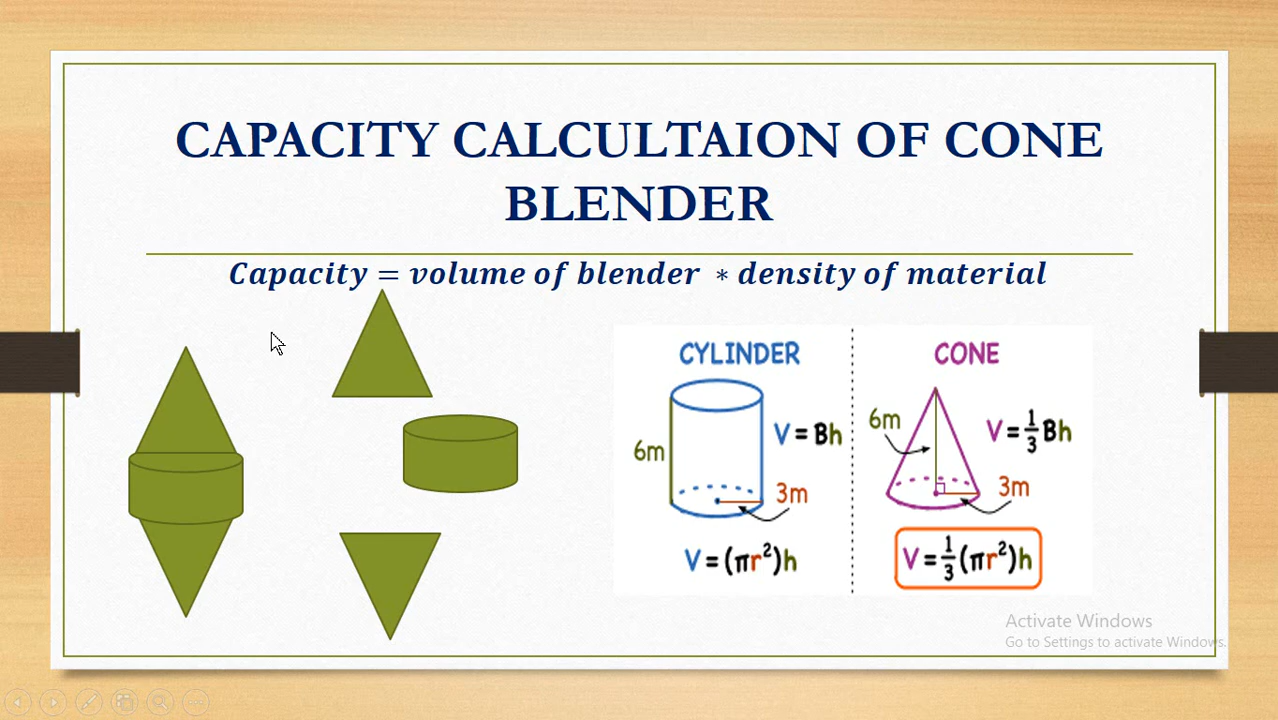 CAPACITY CALCULTAION OF CONE
BLENDER
Capacity = volume of blender * density of material
CYLINDER
6m
V = Bh
3m
V = (πr²)h
CONE
6m
V = 1/3 Bh
3m
V = 1/3 (πr²)h
Activate Windows
Go to Settings to activate Windows.